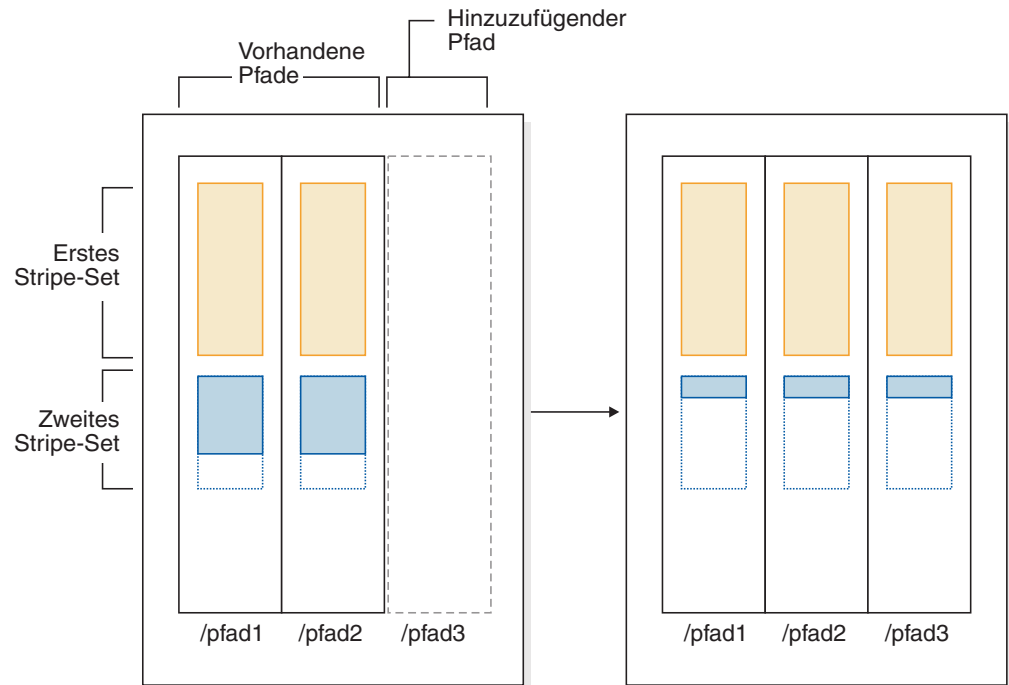 Hinzuzufügender
Pfad
Vorhandene
Pfade
Erstes
Stripe-Set
Zweites
Stripe-Set
/pfad1 /pfad2 /pfad3
/pfad1 /pfad2 /pfad3